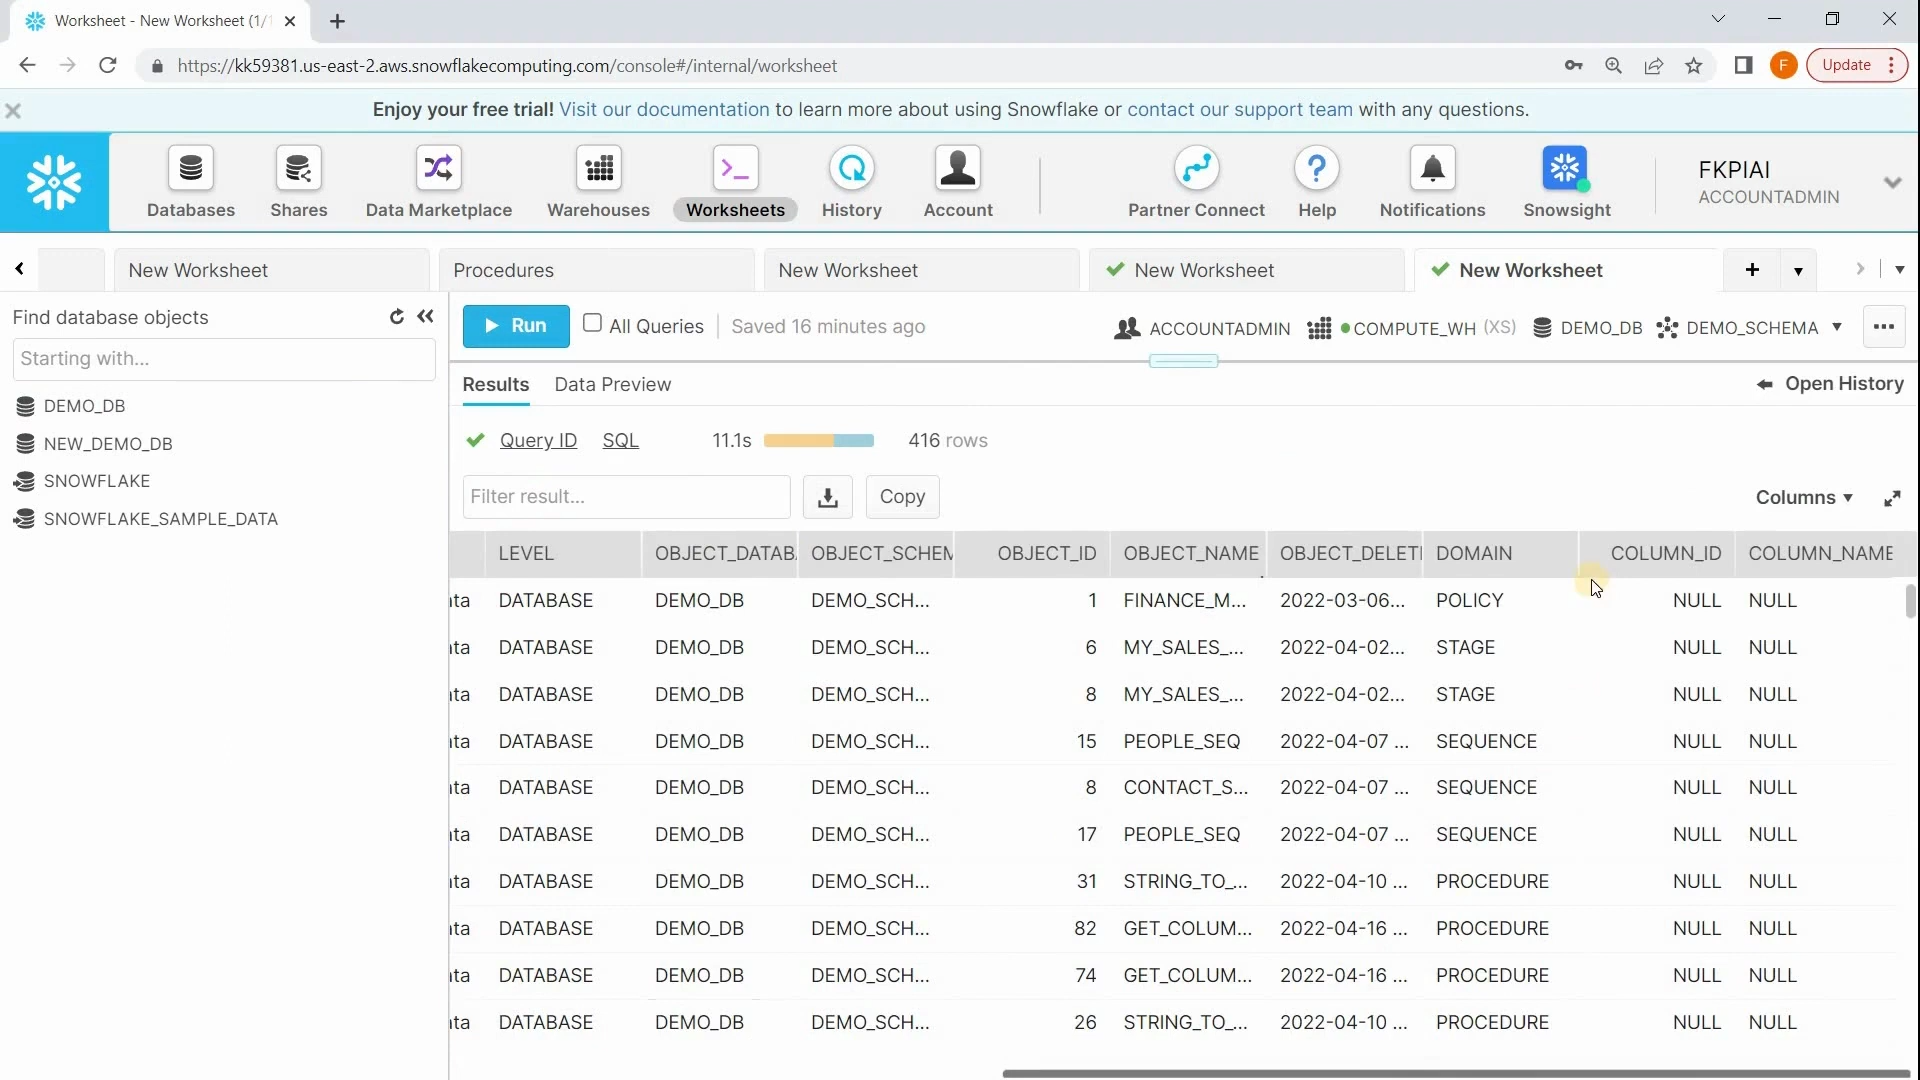 Worksheet - New Worksheet (1/1
https://kk59381.us-east-2.aws.snowflakecomputing.com/console#/internal/worksheet
F
Update
Enjoy your free trial! Visit our documentation to learn more about using Snowflake or contact our support team with any questions.
Databases
Shares
Data Marketplace
Warehouses
Worksheets
History
Account
Partner Connect
Help
Notifications
Snowsight
FKPIAI
ACCOUNTADMIN
New Worksheet
Procedures
New Worksheet
New Worksheet
New Worksheet
Find database objects
Starting with...
DEMO_DB
NEW_DEMO_DB
SNOWFLAKE
SNOWFLAKE_SAMPLE_DATA
Run All Queries Saved 16 minutes ago ACCOUNTADMIN COMPUTE_WH (XS) DEMO_DB DEMO_SCHEMA
Results Data Preview Open History
Query ID SQL 11.1s 416 rows
Filter result... Copy Columns
LEVEL OBJECT_DATAB OBJECT_SCHEM OBJECT_ID OBJECT_NAME OBJECT_DELETI DOMAIN COLUMN_ID COLUMN_NAME
ata DATABASE DEMO_DB DEMO_SCH... 1 FINANCE_M... 2022-03-06... POLICY NULL NULL
ata DATABASE DEMO_DB DEMO_SCH... 6 MY_SALES_... 2022-04-02... STAGE NULL NULL
ata DATABASE DEMO_DB DEMO_SCH... 8 MY_SALES_... 2022-04-02... STAGE NULL NULL
ata DATABASE DEMO_DB DEMO_SCH... 15 PEOPLE_SEQ 2022-04-07 ... SEQUENCE NULL NULL
ata DATABASE DEMO_DB DEMO_SCH... 8 CONTACT_S... 2022-04-07 ... SEQUENCE NULL NULL
ata DATABASE DEMO_DB DEMO_SCH... 17 PEOPLE_SEQ 2022-04-07 ... SEQUENCE NULL NULL
ata DATABASE DEMO_DB DEMO_SCH... 31 STRING_TO_... 2022-04-10 ... PROCEDURE NULL NULL
ata DATABASE DEMO_DB DEMO_SCH... 82 GET_COLUM... 2022-04-16 ... PROCEDURE NULL NULL
ata DATABASE DEMO_DB DEMO_SCH... 74 GET_COLUM... 2022-04-16 ... PROCEDURE NULL NULL
ata DATABASE DEMO_DB DEMO_SCH... 26 STRING_TO_... 2022-04-10 ... PROCEDURE NULL NULL